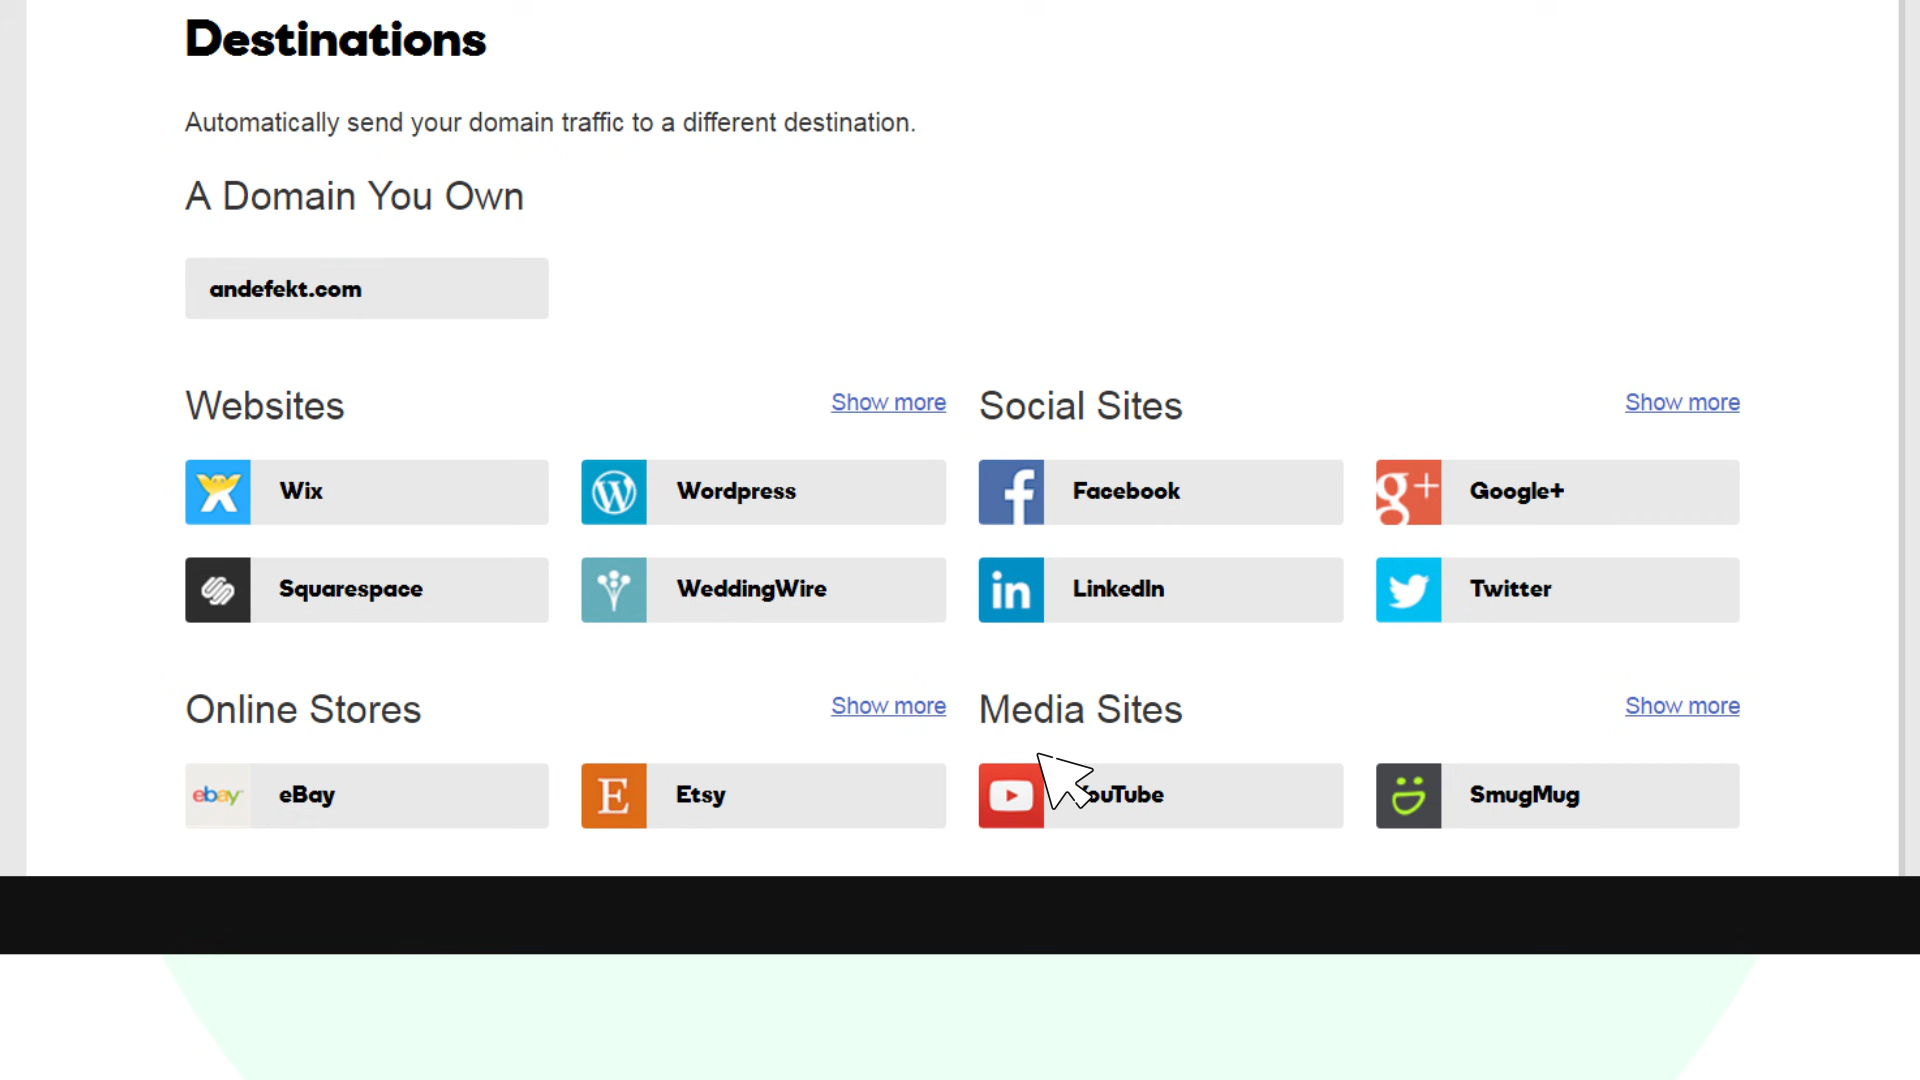 Destinations
Automatically send your domain traffic to a different destination.
A Domain You Own
andefekt.com
Websites
Show more
Wix
Wordpress
Squarespace
WeddingWire
Social Sites
Show more
Facebook
Google+
LinkedIn
Twitter
Online Stores
Show more
ebay
eBay
Etsy
Media Sites
Show more
YouTube
SmugMug